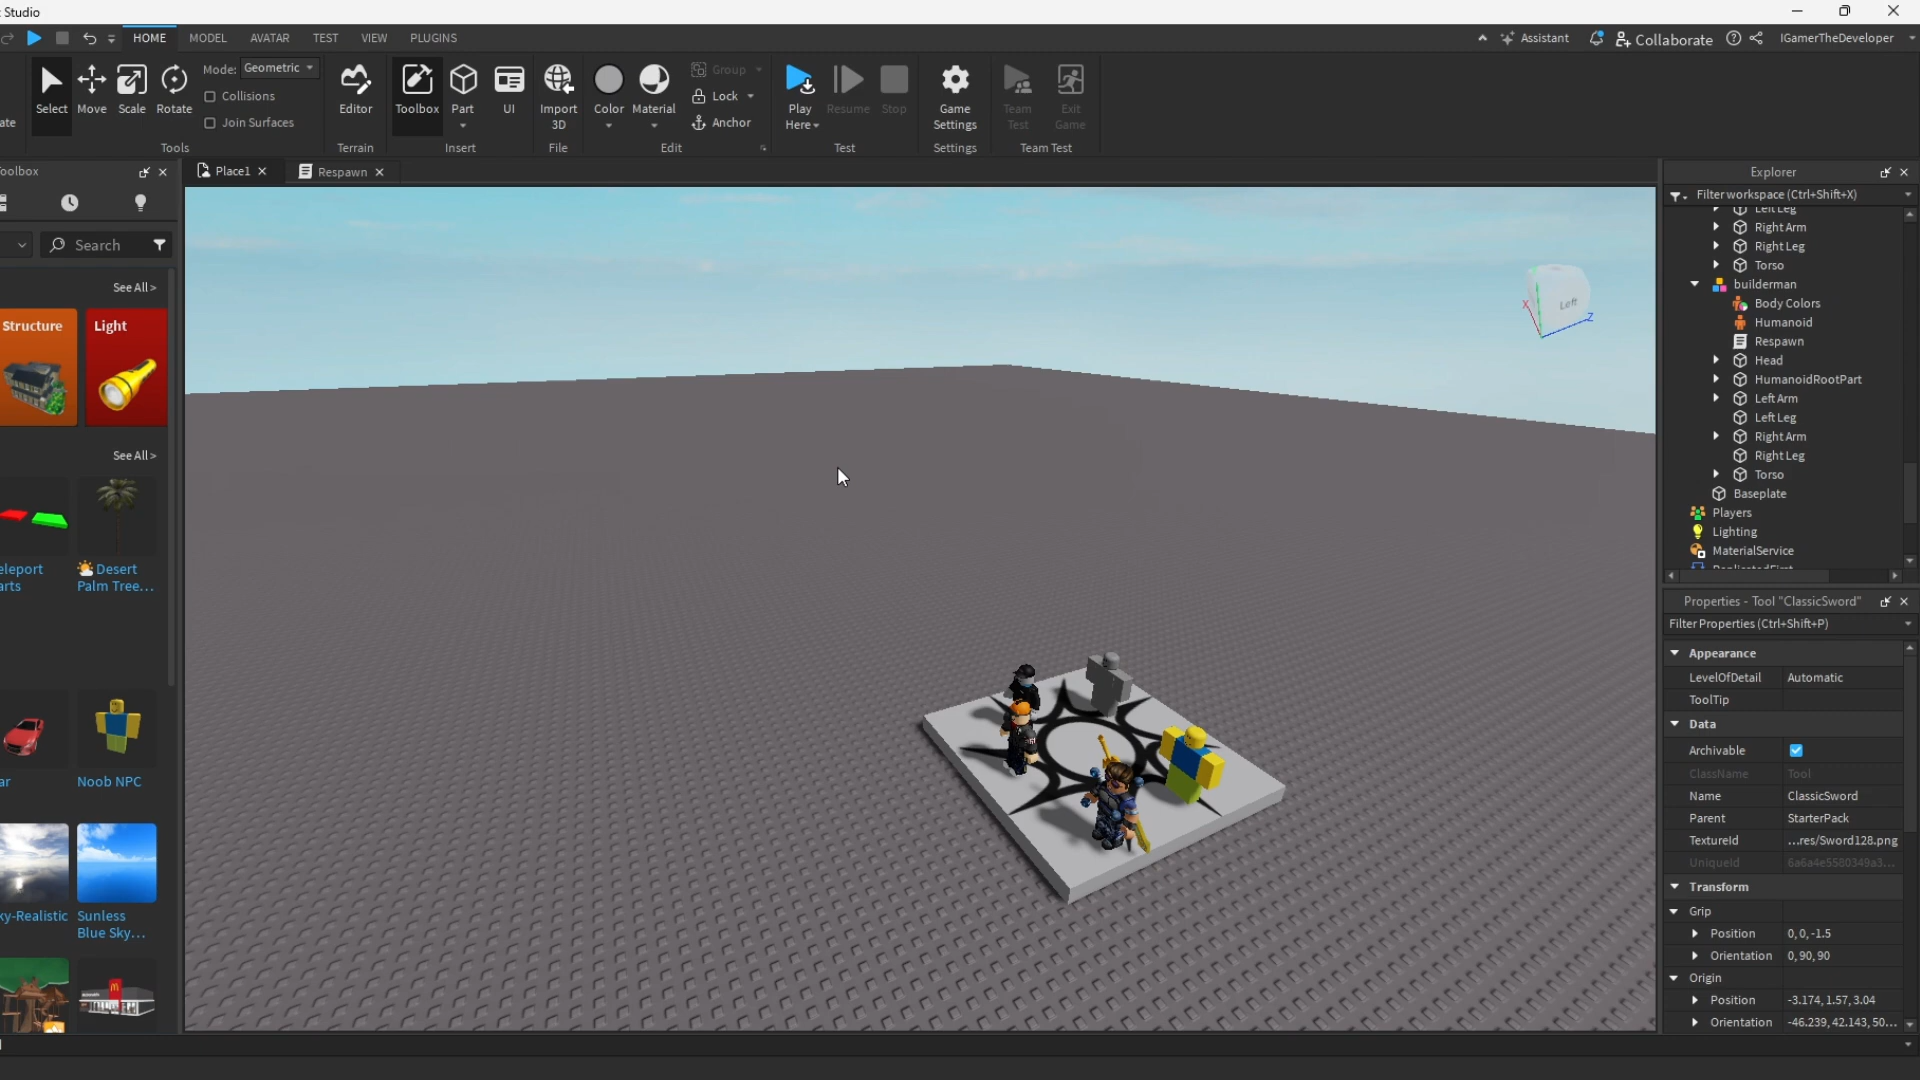 Studio
HOME MODEL AVATAR TEST VIEW PLUGINS
Assistant Collaborate IGamerTheDeveloper
Select Move Scale Rotate
Mode: Geometric
Collisions
Join Surfaces
Tools
Editor
Terrain
Toolbox Part UI
Insert
Import
3D
File
Color Material
Group
Lock
Anchor
Edit
Play
Here
Resume Stop
Test
Game
Settings
Settings
Team
Test
Exit
Game
Team Test
ate
oolbox
Place1 Respawn
Search
See All >
Structure Light
See All >
eleport
arts
Desert
Palm Tree...
ar
Noob NPC
ky-Realistic
Sunless
Blue Sky...
Left
X
Z
Explorer
Filter workspace (Ctrl+Shift+X)
Left Leg
Right Arm
Right Leg
Torso
builderman
Body Colors
Humanoid
Respawn
Head
HumanoidRootPart
Left Arm
Left Leg
Right Arm
Right Leg
Torso
Baseplate
Players
Lighting
MaterialService
ReplicatedFirst
Properties - Tool "ClassicSword"
Filter Properties (Ctrl+Shift+P)
Appearance
LevelOfDetail Automatic
ToolTip
Data
Archivable
ClassName Tool
Name ClassicSword
Parent StarterPack
TextureId ...res/Sword128.png
UniqueId 6a6a4e5580349a3...
Transform
Grip
Position 0, 0, -1.5
Orientation 0, 90, 90
Origin
Position -3.174, 1.57, 3.04
Orientation -46.239, 42.143, 50...